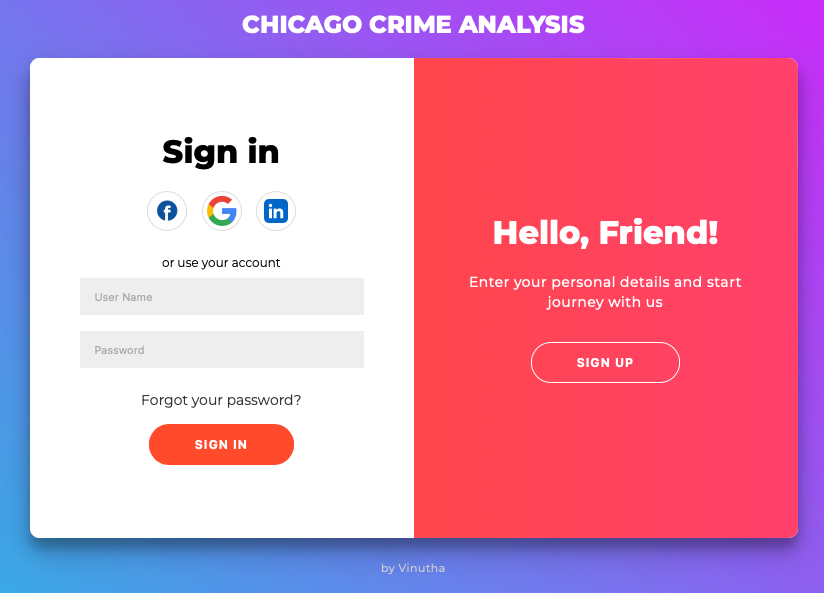 CHICAGO CRIME ANALYSIS
Sign in
f
G
in
or use your account
User Name
Password
Forgot your password?
SIGN IN
Hello, Friend!
Enter your personal details and start
journey with us
SIGN UP
by Vinutha